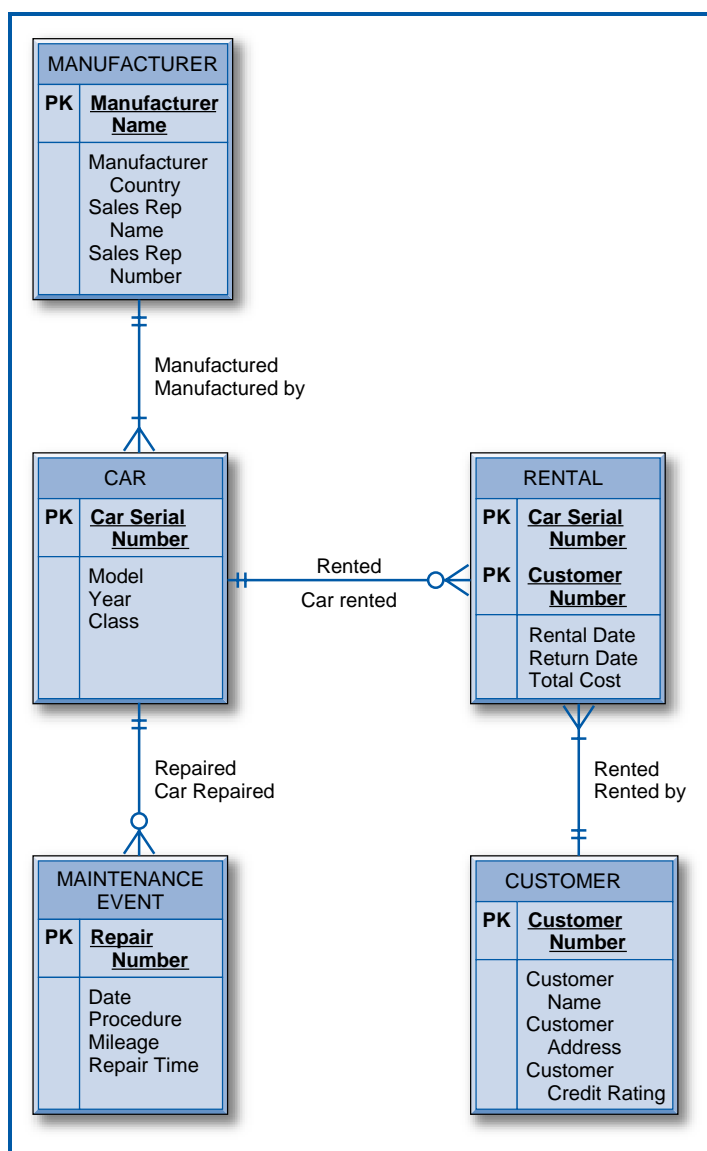 MANUFACTURER
PK Manufacturer
Name
Manufacturer
Country
Sales Rep
Name
Sales Rep
Number
Manufactured
Manufactured by
CAR
PK Car Serial
Number
Model
Year
Class
Rented
Car rented
RENTAL
PK Car Serial
Number
PK Customer
Number
Rental Date
Return Date
Total Cost
Repaired
Car Repaired
Rented
Rented by
MAINTENANCE
EVENT
PK Repair
Number
Date
Procedure
Mileage
Repair Time
CUSTOMER
PK Customer
Number
Customer
Name
Customer
Address
Customer
Credit Rating